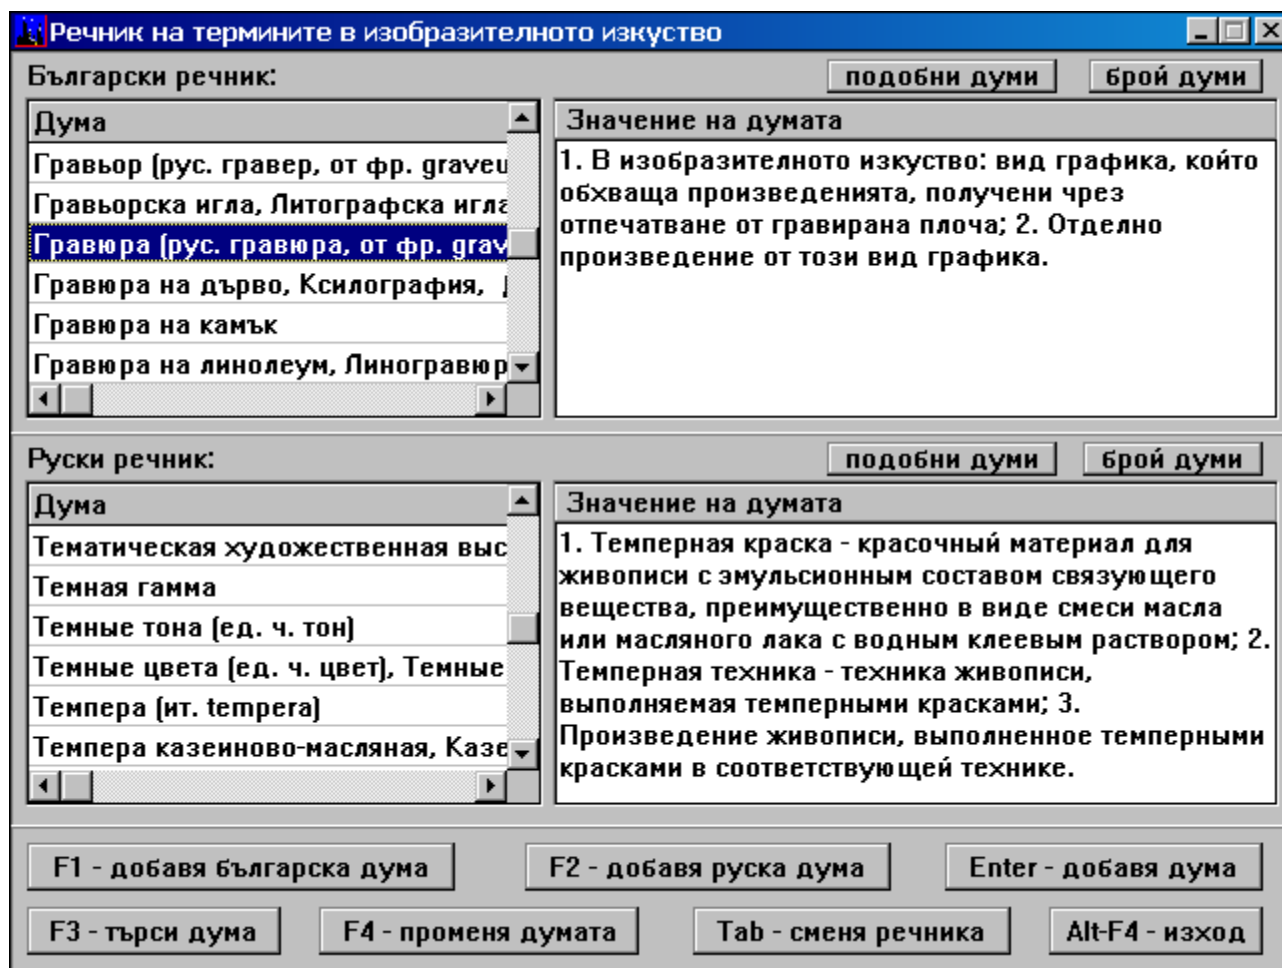 Речник на термините в изобразителното изкуство
Български речник:
подобни думи
брой думи
Дума
Гравьор (рус. гравер, от фр. graveu
Гравьорска игла, Литографска игла
Гравюра (рус. гравюра, от фр. grav
Гравюра на дърво, Ксилография,
Гравюра на камък
Гравюра на линолеум, Линогравюр
Значение на думата
1. В изобразителното изкуство: вид графика, който
обхваща произведенията, получени чрез
отпечатване от гравирана плоча; 2. Отделно
произведение от този вид графика.
Руски речник:
подобни думи
брой думи
Дума
Тематическая художественная выс
Темная гамма
Темные тона (ед. ч. тон)
Темные цвета (ед. ч. цвет), Темные
Темпера (ит. tempera)
Темпера казеиново-масляная, Казе
Значение на думата
1. Темперная краска - красочный материал для
живописи с эмульсионным составом связующего
вещества, преимущественно в виде смеси масла
или масляного лака с водным клеевым раствором; 2.
Темперная техника - техника живописи,
выполняемая темперными красками; 3.
Произведение живописи, выполненное темперными
красками в соответствующей технике.
F1 - добавя българска дума
F2 - добавя руска дума
Enter - добавя дума
F3 - търси дума
F4 - променя думата
Tab - сменя речника
Alt-F4 - изход